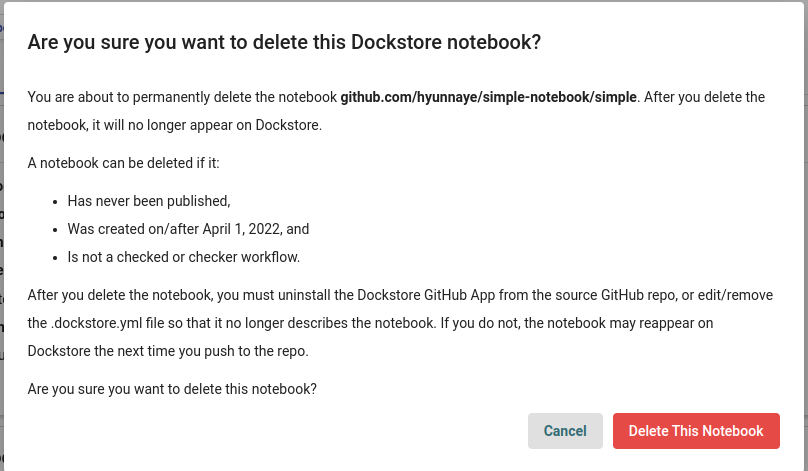 Are you sure you want to delete this Dockstore notebook?
You are about to permanently delete the notebook github.com/hyunnaye/simple-notebook/simple. After you delete the
notebook, it will no longer appear on Dockstore.
A notebook can be deleted if it:
• Has never been published,
• Was created on/after April 1, 2022, and
• Is not a checked or checker workflow.
After you delete the notebook, you must uninstall the Dockstore GitHub App from the source GitHub repo, or edit/remove
the .dockstore.yml file so that it no longer describes the notebook. If you do not, the notebook may reappear on
Dockstore the next time you push to the repo.
Are you sure you want to delete this notebook?
Cancel
Delete This Notebook